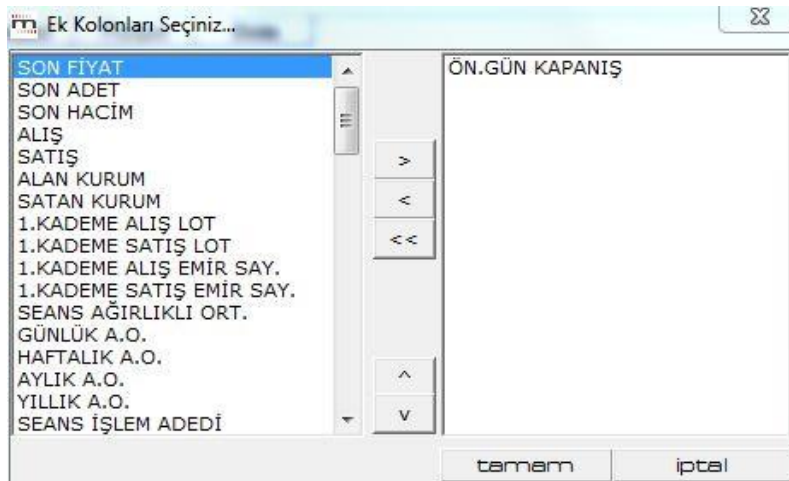 Ek Kolonları Seçiniz...
SON FİYAT
SON ADET
SON HACİM
ALIŞ
SATIŞ
ALAN KURUM
SATAN KURUM
1.KADEME ALIŞ LOT
1.KADEME SATIŞ LOT
1.KADEME ALIŞ EMİR SAY.
1.KADEME SATIŞ EMİR SAY.
SEANS AĞIRLIKLI ORT.
GÜNLÜK A.O.
HAFTALIK A.O.
AYLIK A.O.
YILLIK A.O.
SEANS İŞLEM ADEDİ
>
<
<<
^
v
ÖN.GÜN KAPANIŞ
tamam
iptal